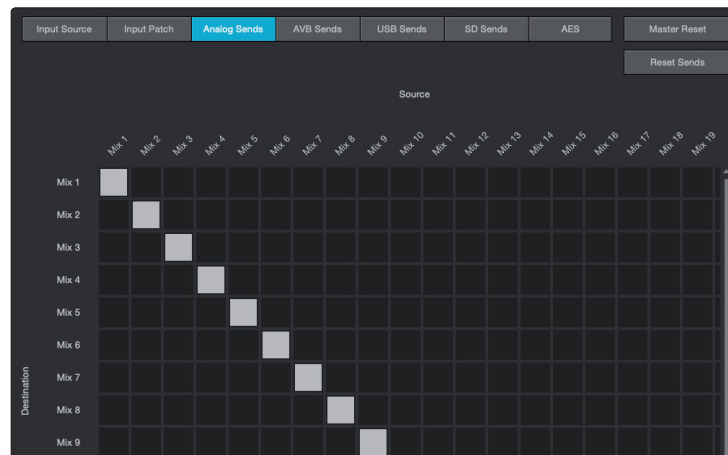 Input Source Input Patch Analog Sends AVB Sends USB Sends SD Sends AES Master Reset
Reset Sends
Source
Mix 1 Mix 2 Mix 3 Mix 4 Mix 5 Mix 6 Mix 7 Mix 8 Mix 9 Mix 10 Mix 11 Mix 12 Mix 13 Mix 14 Mix 15 Mix 16 Mix 17 Mix 18 Mix 19
Mix 1
Mix 2
Mix 3
Mix 4
Mix 5
Mix 6
Mix 7
Mix 8
Mix 9
Destination